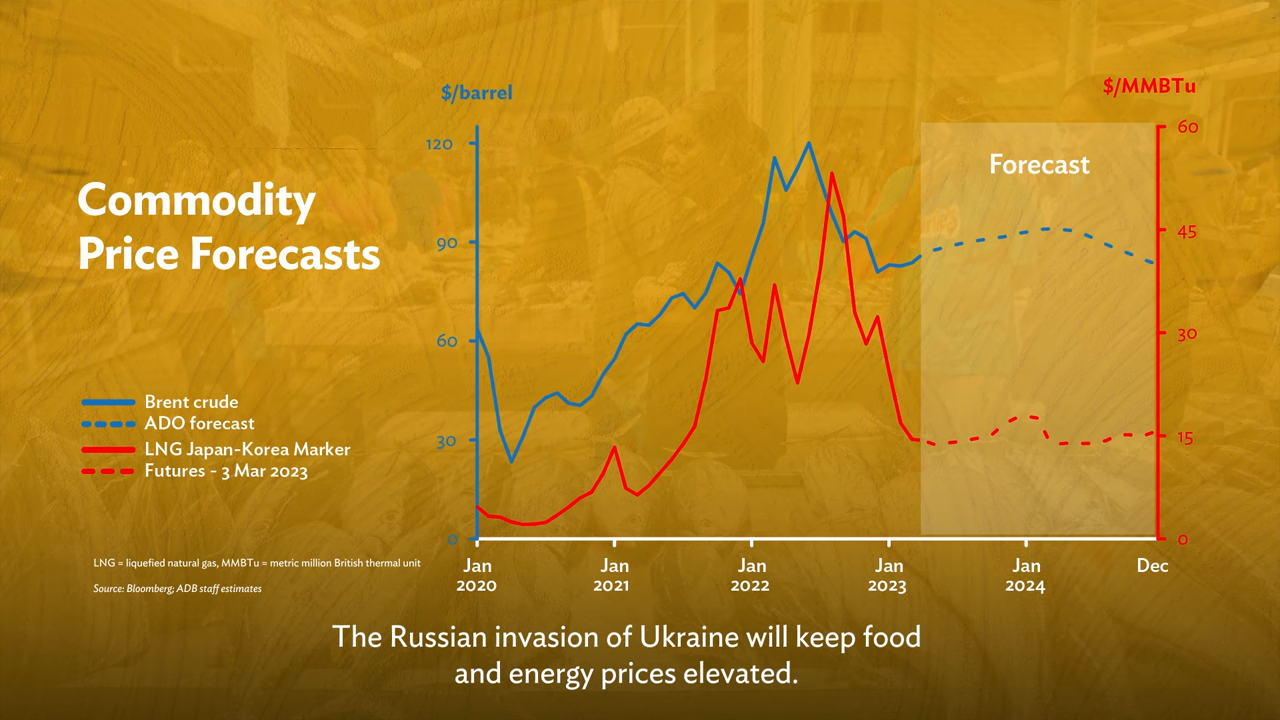 Commodity
Price Forecasts
Brent crude
ADO forecast
LNG Japan-Korea Marker
Futures - 3 Mar 2023
LNG = liquefied natural gas, MMBTu = metric million British thermal unit
Source: Bloomberg; ADB staff estimates
$/barrel
120
90
60
30
0
$/MMBTu
60
45
30
15
0
Forecast
Jan 2020
Jan 2021
Jan 2022
Jan 2023
Jan 2024
Dec
The Russian invasion of Ukraine will keep food
and energy prices elevated.